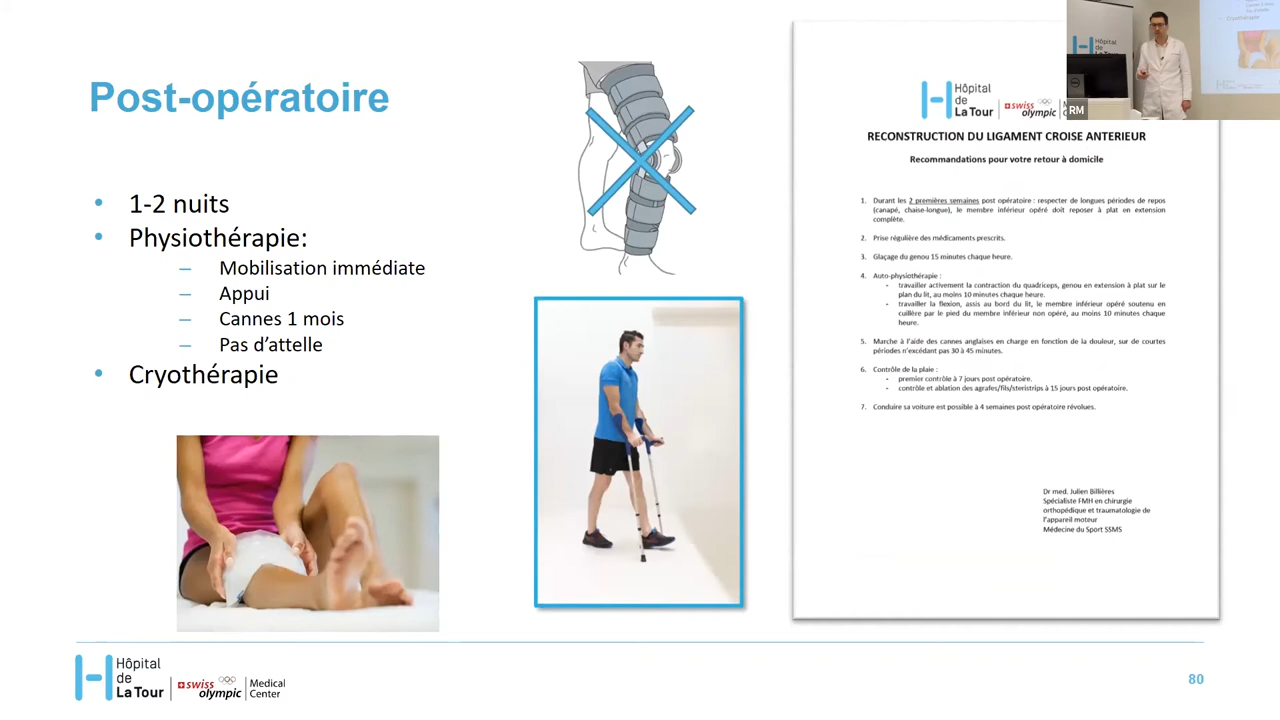 Post-opératoire
• 1-2 nuits
• Physiothérapie:
– Mobilisation immédiate
– Appui
– Cannes 1 mois
– Pas d’attelle
• Cryothérapie
Hôpital
de
La Tour
swiss
olympic
RM
RECONSTRUCTION DU LIGAMENT CROISE ANTERIEUR
Recommandations pour votre retour à domicile
1. Durant les 2 premières semaines post opératoire : respecter de longues périodes de repos
(canapé, chaise-longue), le membre inférieur opéré doit reposer à plat en extension
complète.
2. Prise régulière des médicaments prescrits.
3. Glaçage du genou 15 minutes chaque heure.
4. Auto-physiothérapie :
- travailler activement la contraction du quadriceps, genou en extension à plat sur le
plan du lit, au moins 10 minutes chaque heure.
- travailler la flexion, assis au bord du lit, le membre inférieur opéré soutenu en
cuillère par le pied du membre inférieur non opéré, au moins 10 minutes chaque
heure.
5. Marche à l’aide des cannes anglaises en charge en fonction de la douleur, sur de courtes
périodes n’excédant pas 30 à 45 minutes.
6. Contrôle de la plaie :
- premier contrôle à 7 jours post opératoire.
- contrôle et ablation des agrafes/fils/steristrips à 15 jours post opératoire.
7. Conduire sa voiture est possible à 4 semaines post opératoire révolues.
Dr med. Julien Billières
Spécialiste FMH en chirurgie
orthopédique et traumatologie de
l’appareil moteur
Médecine du Sport SSMS
Hôpital
de
La Tour
swiss
olympic
Medical
Center
80
Hôpital
de
La Tour
Cryothérapie